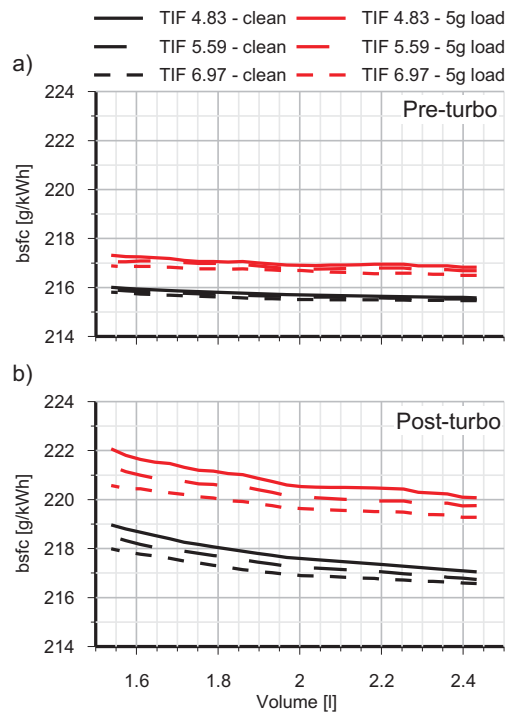 TIF 4.83 - clean TIF 4.83 - 5g load
TIF 5.59 - clean TIF 5.59 - 5g load
TIF 6.97 - clean TIF 6.97 - 5g load
a)
Pre-turbo
224
222
220
218
216
214
bsfc [g/kWh]
b)
Post-turbo
224
222
220
218
216
214
bsfc [g/kWh]
1.6 1.8 2 2.2 2.4
Volume [l]